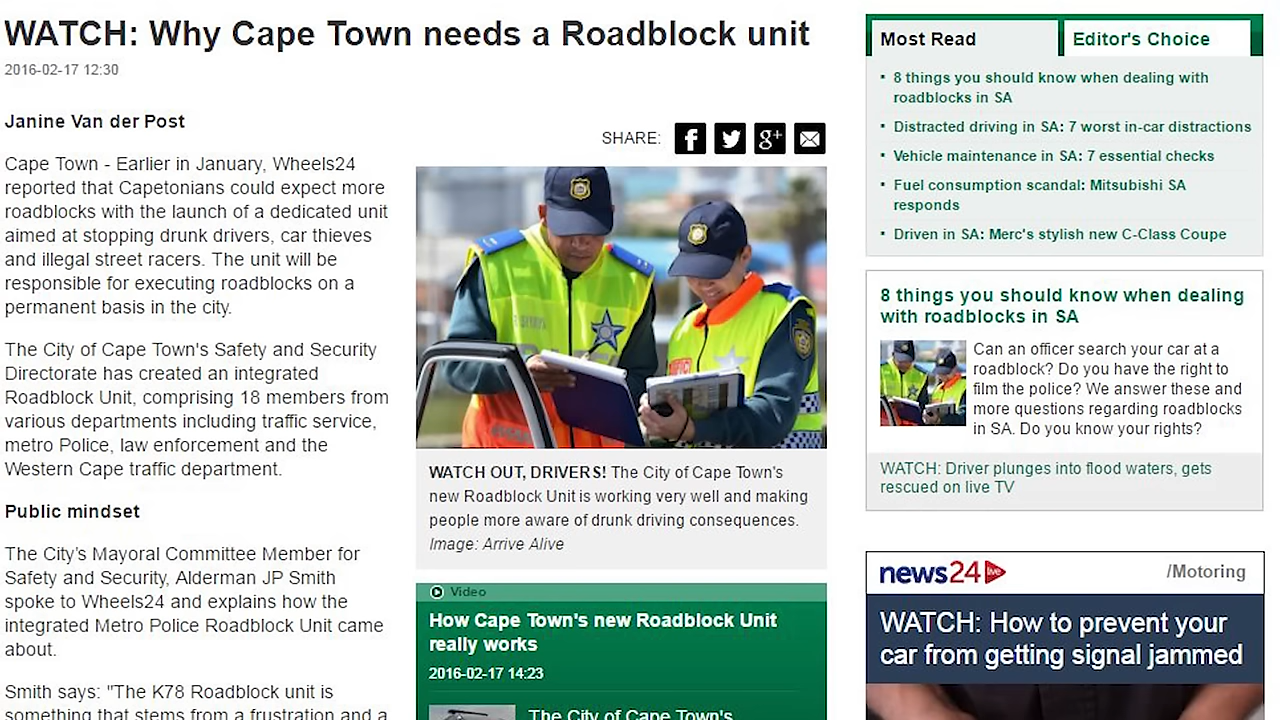 WATCH: Why Cape Town needs a Roadblock unit
2016-02-17 12:30
Janine Van der Post
Cape Town - Earlier in January, Wheels24
reported that Capetonians could expect more
roadblocks with the launch of a dedicated unit
aimed at stopping drunk drivers, car thieves
and illegal street racers. The unit will be
responsible for executing roadblocks on a
permanent basis in the city.
The City of Cape Town's Safety and Security
Directorate has created an integrated
Roadblock Unit, comprising 18 members from
various departments including traffic service,
metro Police, law enforcement and the
Western Cape traffic department.
Public mindset
The City's Mayoral Committee Member for
Safety and Security, Alderman JP Smith
spoke to Wheels24 and explains how the
integrated Metro Police Roadblock Unit came
about.
Smith says: "The K78 Roadblock unit is
something that stems from a frustration and a
SHARE:
WATCH OUT, DRIVERS! The City of Cape Town's
new Roadblock Unit is working very well and making
people more aware of drunk driving consequences.
Image: Arrive Alive
Video
How Cape Town's new Roadblock Unit
really works
2016-02-17 14:23
The City of Cape Town's
Most Read
Editor's Choice
8 things you should know when dealing with
roadblocks in SA
Distracted driving in SA: 7 worst in-car distractions
Vehicle maintenance in SA: 7 essential checks
Fuel consumption scandal: Mitsubishi SA
responds
Driven in SA: Merc's stylish new C-Class Coupe
8 things you should know when dealing
with roadblocks in SA
Can an officer search your car at a
roadblock? Do you have the right to
film the police? We answer these and
more questions regarding roadblocks
in SA. Do you know your rights?
WATCH: Driver plunges into flood waters, gets
rescued on live TV
news24 live
/Motoring
WATCH: How to prevent your
car from getting signal jammed